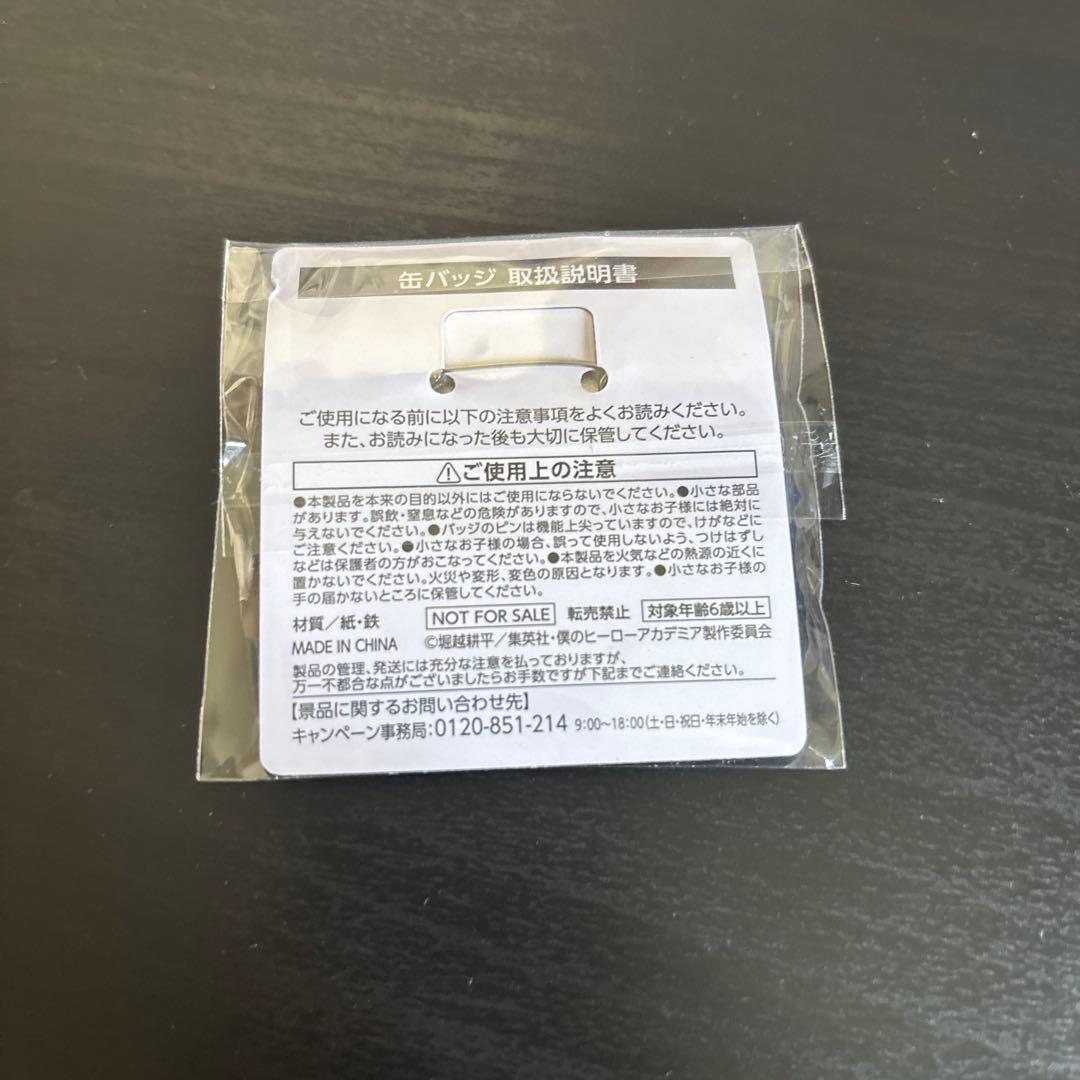 缶バッジ 取扱説明書
ご使用になる前に以下の注意事項をよくお読みください。
また、お読みになった後も大切に保管してください。
⚠ご使用上の注意
●本製品を本来の目的以外にはご使用にならないでください。●小さな部品
があります。誤飲・窒息などの危険がありますので、小さなお子様には絶対に
与えないでください。●バッジのピンは機能上尖っていますので、けがなどに
ご注意ください。●小さなお子様の場合、誤って使用しないよう、つけはずし
などは保護者の方がおこなってください。●本製品を火気などの熱源の近くに
置かないでください。火災や変形、変色の原因となります。●小さなお子様の
手の届かないところに保管してください。
材質／紙・鉄 NOT FOR SALE 転売禁止 対象年齢6歳以上
MADE IN CHINA ©堀越耕平／集英社・僕のヒーローアカデミア製作委員会
製品の管理、発送には充分な注意を払っておりますが、
万一不都合な点がございましたらお手数ですが下記までご連絡ください。
【景品に関するお問い合わせ先】
キャンペーン事務局：0120-851-214 9:00～18:00（土・日・祝日・年末年始を除く）